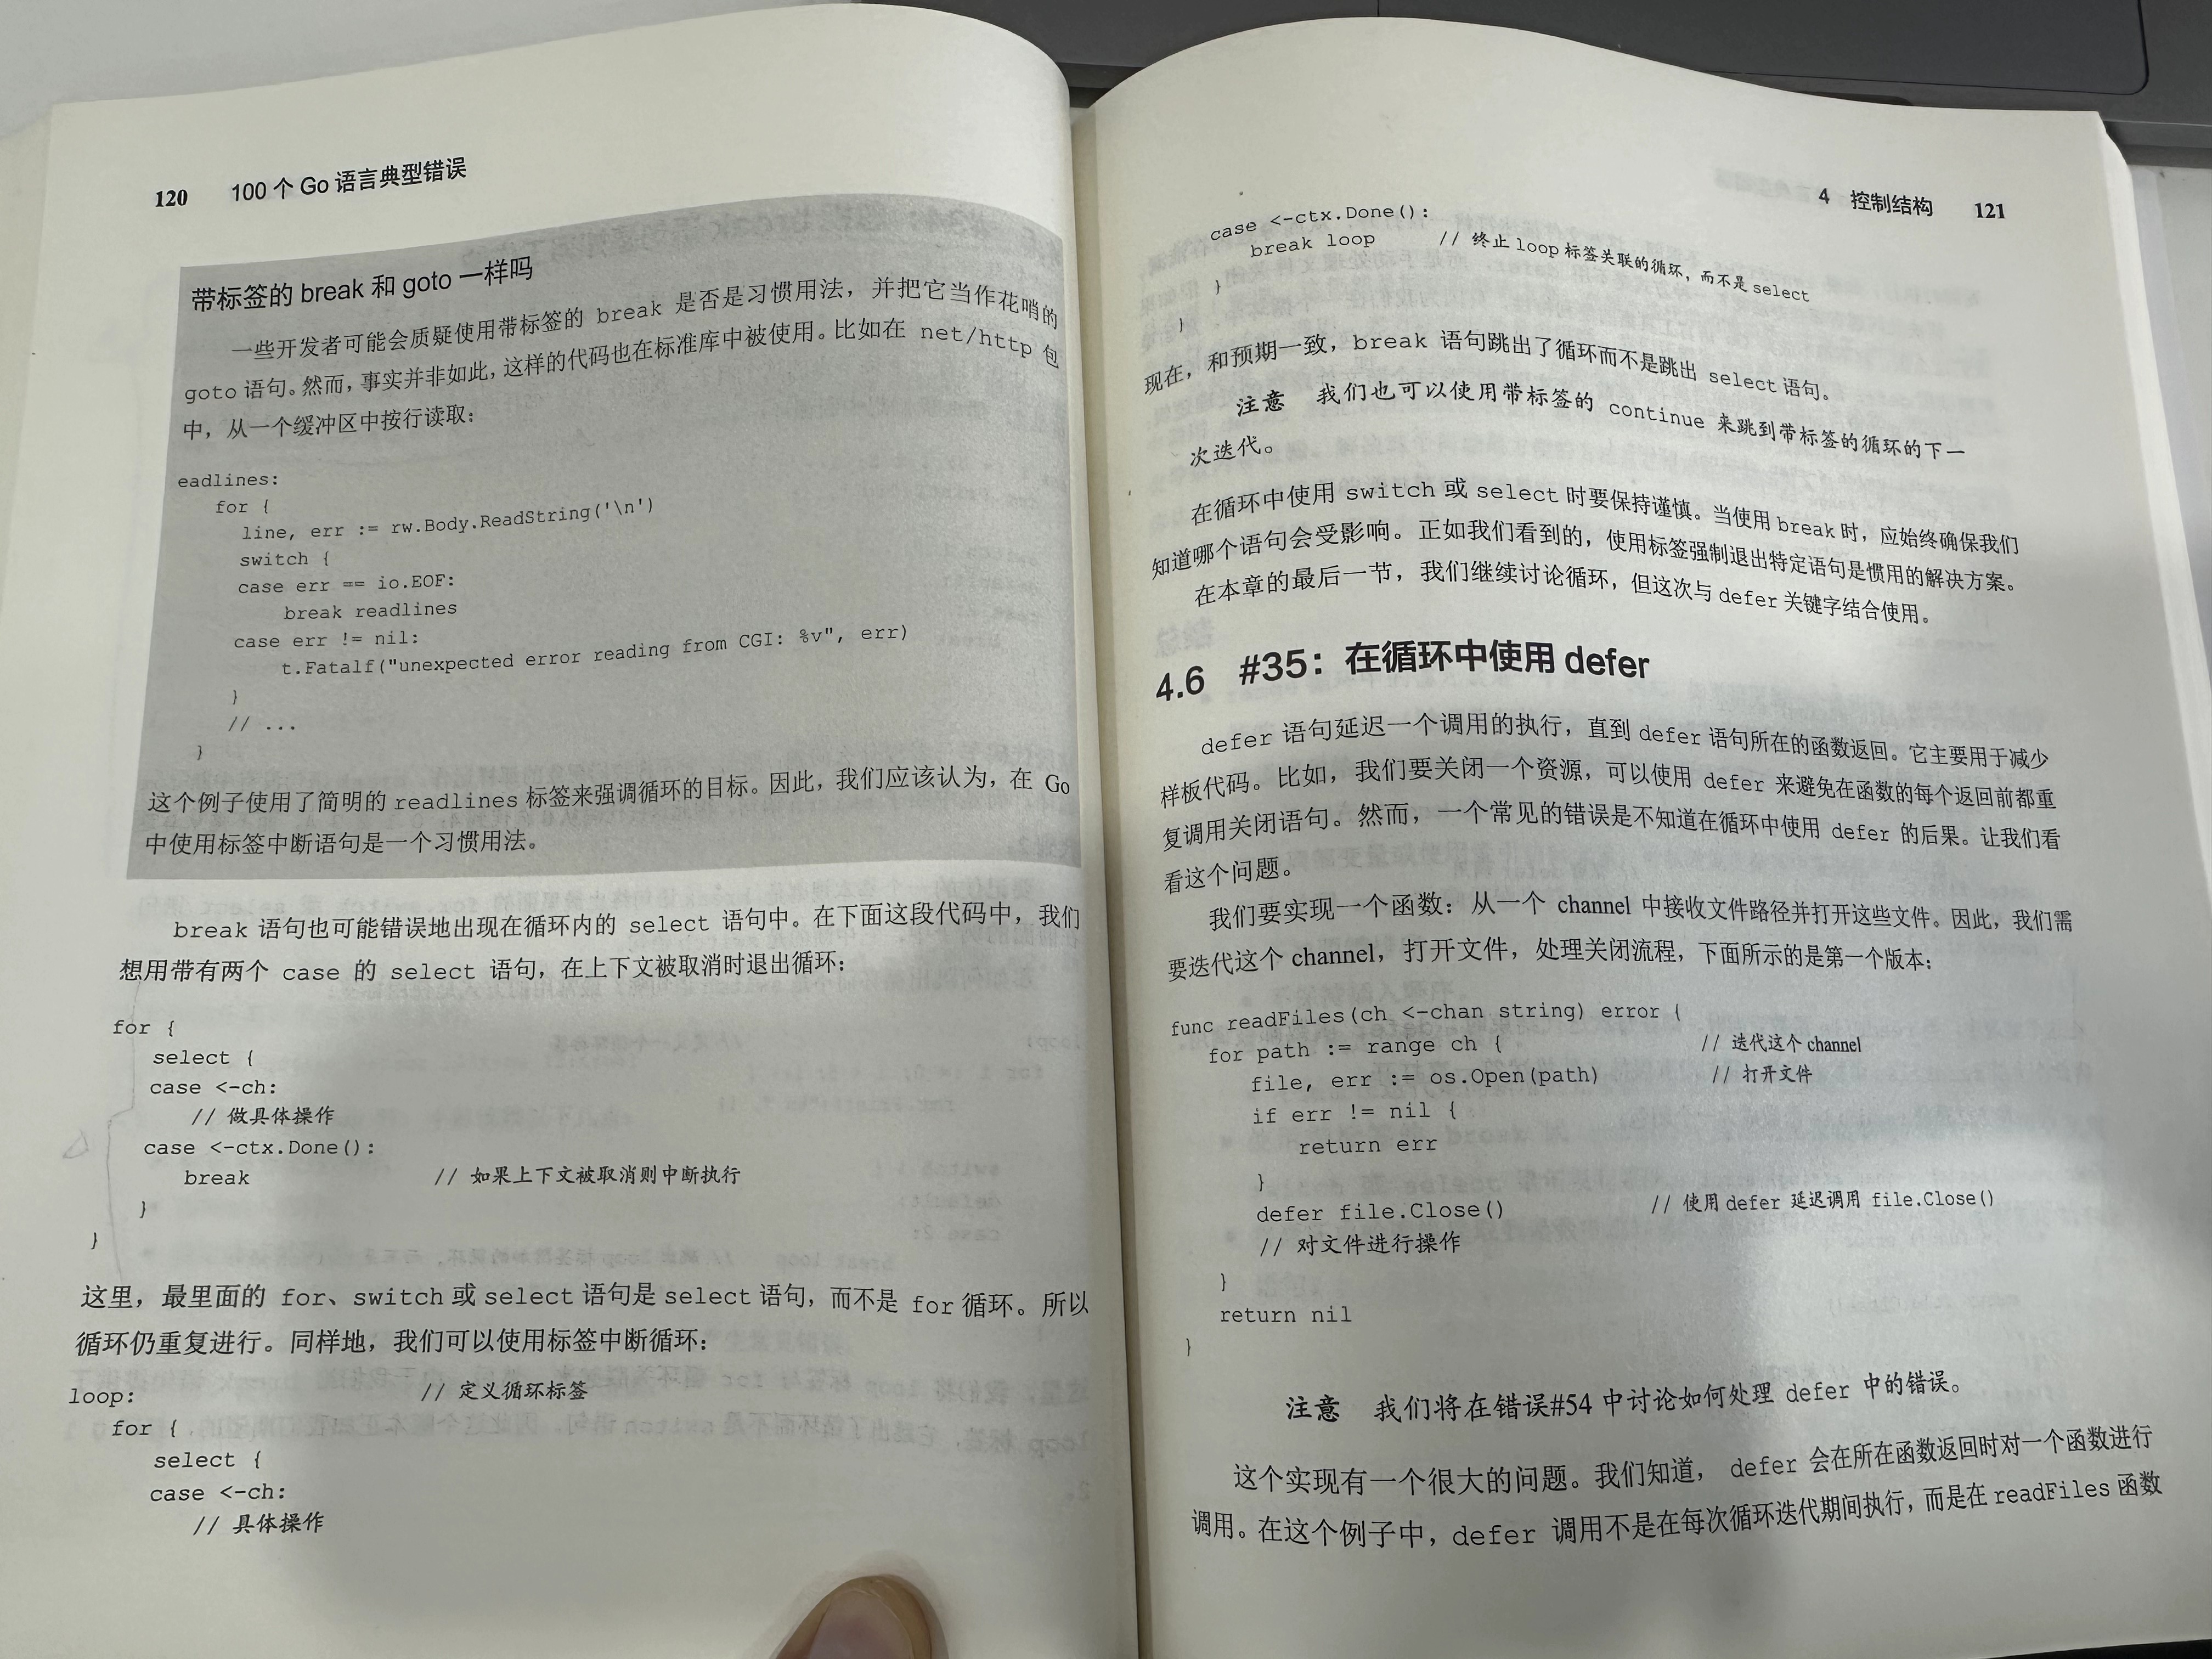 120 100 个 Go 语言典型错误
带标签的 break 和 goto 一样吗
一些开发者可能会质疑使用带标签的 break 是否是习惯用法，并把它当作花哨的
goto 语句。然而，事实并非如此，这样的代码也在标准库中被使用。比如在 net/http 包
中，从一个缓冲区中按行读取：
eadlines:
for {
line, err := rw.Body.ReadString('\n')
switch {
case err == io.EOF:
break readlines
case err != nil:
t.Fatalf("unexpected error reading from CGI: %v", err)
}
// ...
}
这个例子使用了简明的 readlines 标签来强调循环的目标。因此，我们应该认为，在 Go
中使用标签中断语句是一个习惯用法。
break 语句也可能错误地出现在循环内的 select 语句中。在下面这段代码中，我们
想用带有两个 case 的 select 语句，在上下文被取消时退出循环：
for {
select {
case <-ch:
// 做具体操作
case <-ctx.Done():
break // 如果上下文被取消则中断执行
}
}
这里，最里面的 for、switch 或 select 语句是 select 语句，而不是 for 循环。所以
循环仍重复进行。同样地，我们可以使用标签中断循环：
loop: // 定义循环标签
for {
select {
case <-ch:
// 具体操作
4 控制结构 121
case <-ctx.Done():
break loop // 终止 loop 标签关联的循环，而不是 select
}
}
现在，和预期一致，break 语句跳出了循环而不是跳出 select 语句。
注意 我们也可以使用带标签的 continue 来跳到带标签的循环的下一
次迭代。
在循环中使用 switch 或 select 时要保持谨慎。当使用 break 时，应始终确保我们
知道哪个语句会受影响。正如我们看到的，使用标签强制退出特定语句是惯用的解决方案。
在本章的最后一节，我们继续讨论循环，但这次与 defer 关键字结合使用。
4.6 #35：在循环中使用 defer
defer 语句延迟一个调用的执行，直到 defer 语句所在的函数返回。它主要用于减少
样板代码。比如，我们要关闭一个资源，可以使用 defer 来避免在函数的每个返回前都重
复调用关闭语句。然而，一个常见的错误是不知道在循环中使用 defer 的后果。让我们看
看这个问题。
我们要实现一个函数：从一个 channel 中接收文件路径并打开这些文件。因此，我们需
要迭代这个 channel，打开文件，处理关闭流程，下面所示的是第一个版本：
func readFiles(ch <-chan string) error {
for path := range ch { // 迭代这个 channel
file, err := os.Open(path) // 打开文件
if err != nil {
return err
}
defer file.Close() // 使用 defer 延迟调用 file.Close()
// 对文件进行操作
}
return nil
}
注意 我们将在错误#54 中讨论如何处理 defer 中的错误。
这个实现有一个很大的问题。我们知道，defer 会在所在函数返回时对一个函数进行
调用。在这个例子中，defer 调用不是在每次循环迭代期间执行，而是在 readFiles 函数